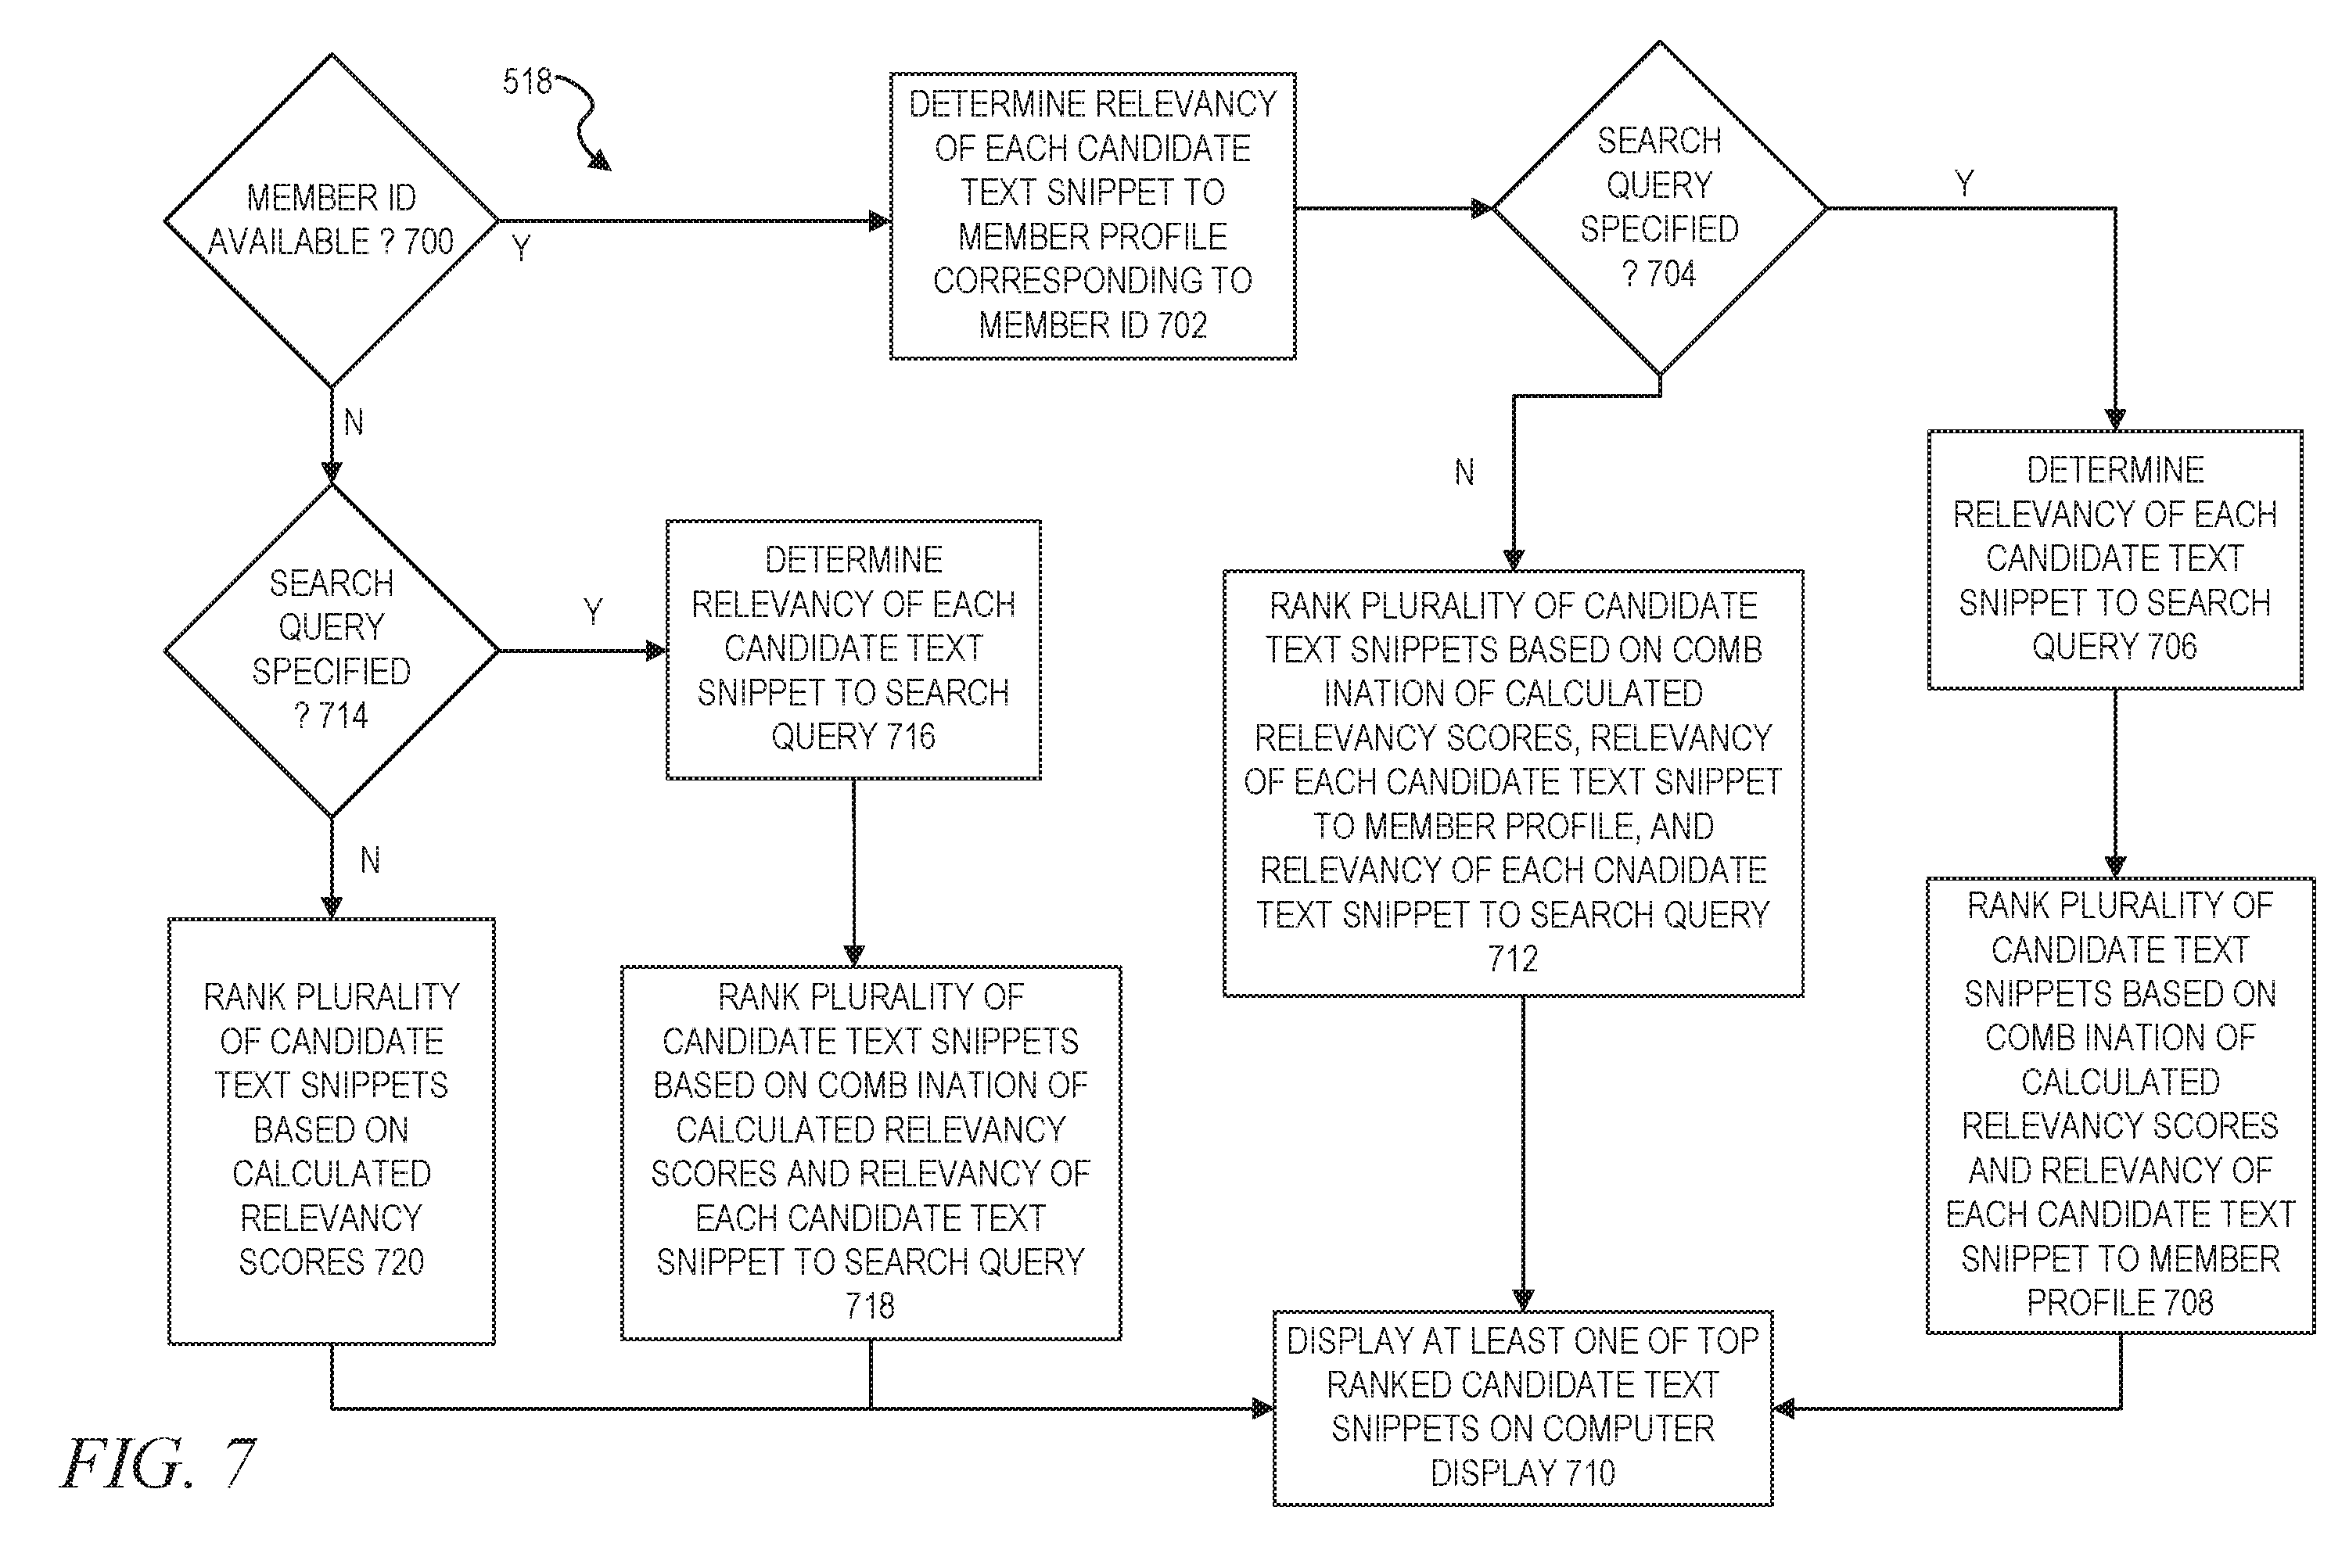 518
MEMBER ID
AVAILABLE ? 700
Y
N
DETERMINE RELEVANCY
OF EACH CANDIDATE
TEXT SNIPPET TO
MEMBER PROFILE
CORRESPONDING TO
MEMBER ID 702
SEARCH
QUERY
SPECIFIED
? 704
Y
N
DETERMINE
RELEVANCY OF EACH
CANDIDATE TEXT
SNIPPET TO SEARCH
QUERY 706
SEARCH
QUERY
SPECIFIED
? 714
Y
N
DETERMINE
RELEVANCY OF EACH
CANDIDATE TEXT
SNIPPET TO SEARCH
QUERY 716
RANK PLURALITY OF CANDIDATE
TEXT SNIPPETS BASED ON COMB
INATION OF CALCULATED
RELEVANCY SCORES, RELEVANCY
OF EACH CANDIDATE TEXT SNIPPET
TO MEMBER PROFILE, AND
RELEVANCY OF EACH CNADIDATE
TEXT SNIPPET TO SEARCH QUERY
712
RANK PLURALITY OF
CANDIDATE TEXT
SNIPPETS BASED ON
COMB INATION OF
CALCULATED
RELEVANCY SCORES
AND RELEVANCY OF
EACH CANDIDATE TEXT
SNIPPET TO MEMBER
PROFILE 708
RANK PLURALITY
OF CANDIDATE
TEXT SNIPPETS
BASED ON
CALCULATED
RELEVANCY
SCORES 720
RANK PLURALITY OF
CANDIDATE TEXT SNIPPETS
BASED ON COMB INATION OF
CALCULATED RELEVANCY
SCORES AND RELEVANCY OF
EACH CANDIDATE TEXT
SNIPPET TO SEARCH QUERY
718
DISPLAY AT LEAST ONE OF TOP
RANKED CANDIDATE TEXT
SNIPPETS ON COMPUTER
DISPLAY 710
FIG. 7